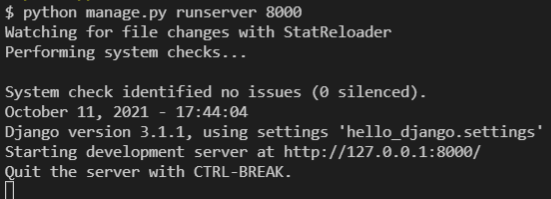 $ python manage.py runserver 8000
Watching for file changes with StatReloader
Performing system checks...

System check identified no issues (0 silenced).
October 11, 2021 - 17:44:04
Django version 3.1.1, using settings 'hello_django.settings'
Starting development server at http://127.0.0.1:8000/
Quit the server with CTRL-BREAK.